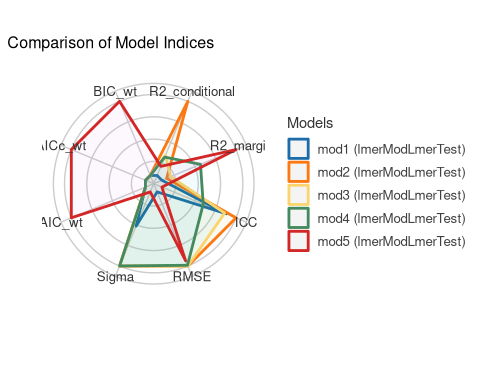 Comparison of Model Indices
BIC_wt
R2_conditional
AICc_wt
R2_margi
AIC_wt
ICC
Sigma
RMSE
Models
mod1 (lmerModLmerTest)
mod2 (lmerModLmerTest)
mod3 (lmerModLmerTest)
mod4 (lmerModLmerTest)
mod5 (lmerModLmerTest)